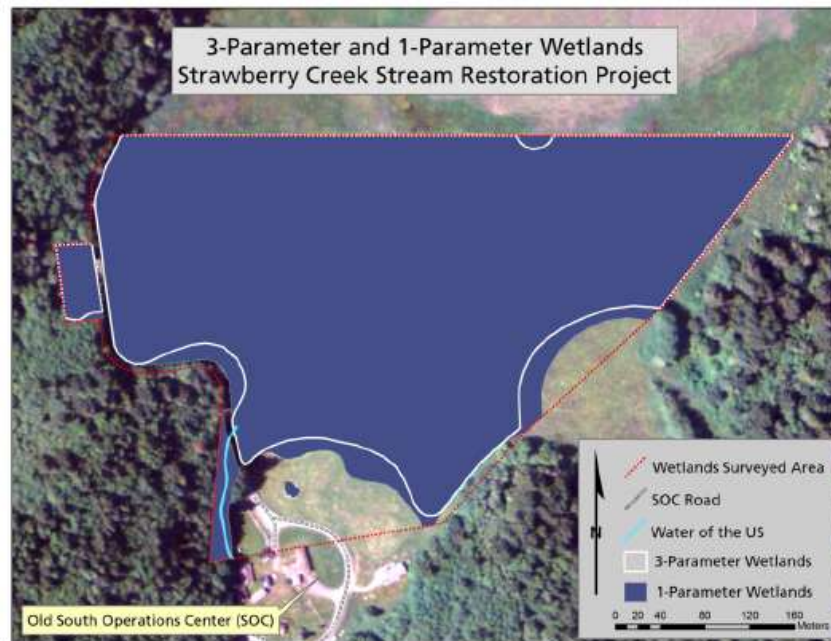 3-Parameter and 1-Parameter Wetlands
Strawberry Creek Stream Restoration Project
Wetlands Surveyed Area
SOC Road
Water of the US
3-Parameter Wetlands
1-Parameter Wetlands
N
0 20 40 80 120 160
Meters
Old South Operations Center (SOC)